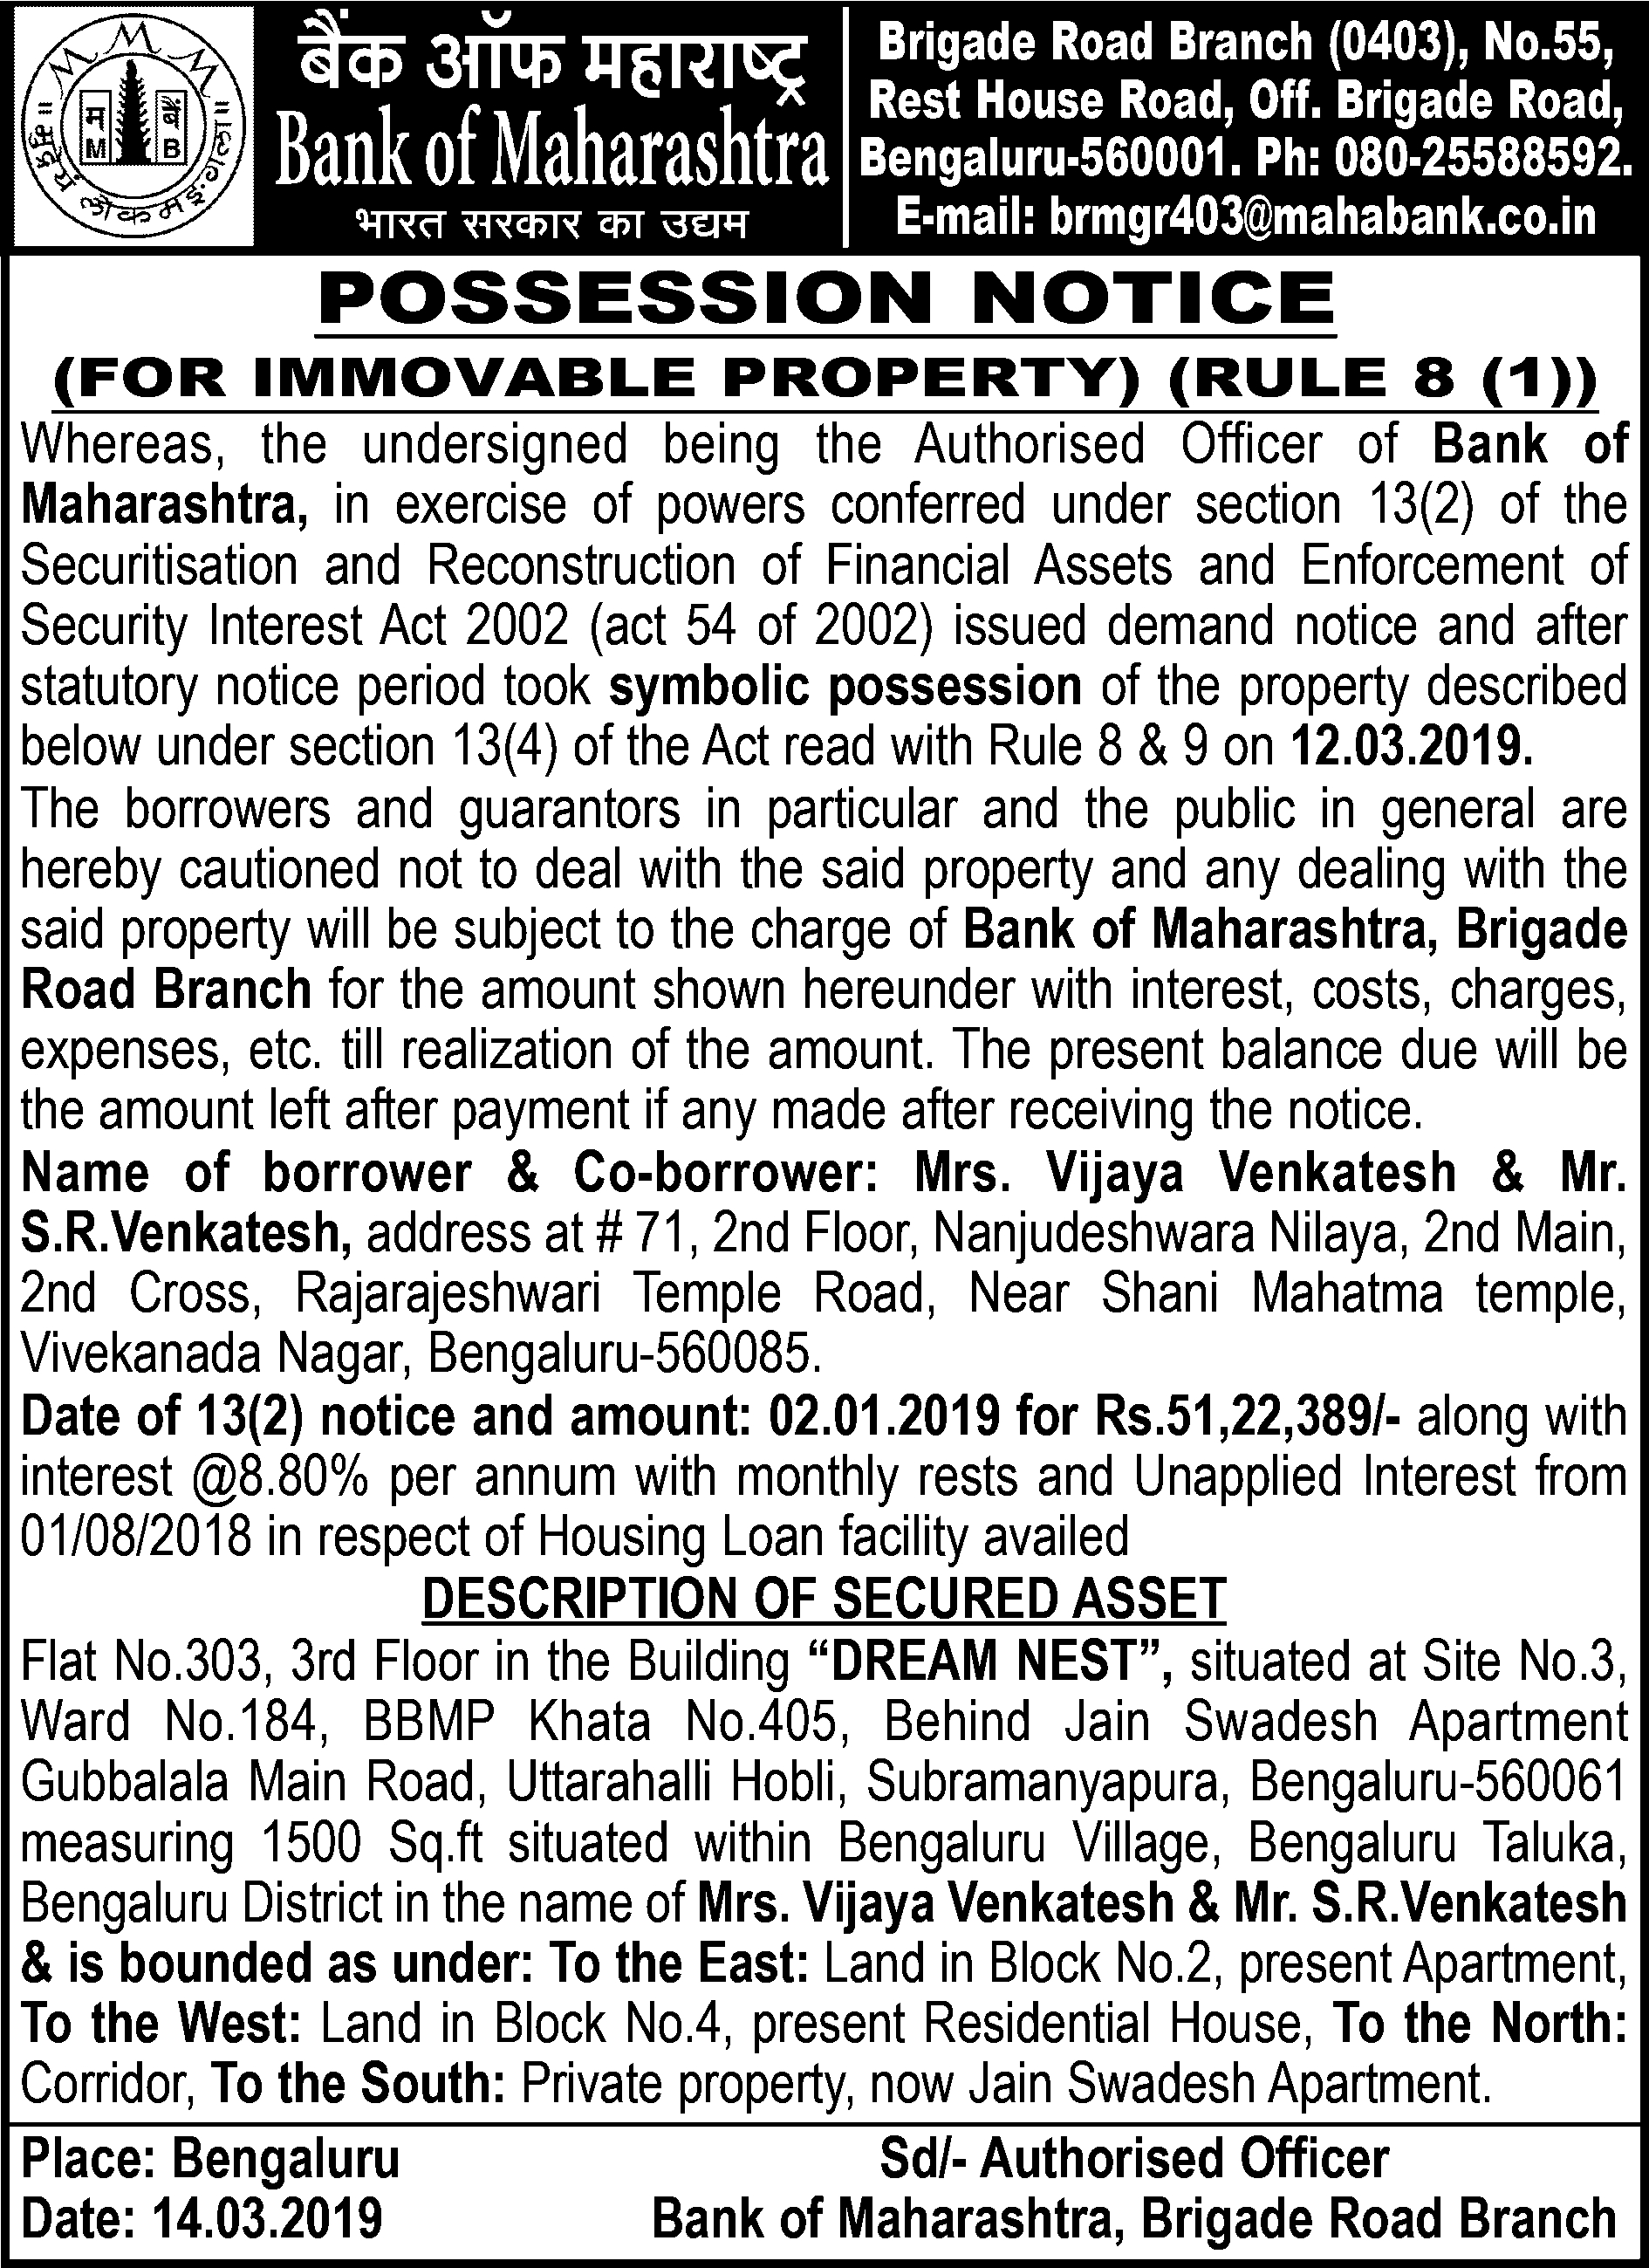 M M M
॥ इदं न मम ॥
म बैं
M B
बैंक ऑफ महाराष्ट्र
Bank of Maharashtra
भारत सरकार का उद्यम
Brigade Road Branch (0403), No.55,
Rest House Road, Off. Brigade Road,
Bengaluru-560001. Ph: 080-25588592.
E-mail: brmgr403@mahabank.co.in
POSSESSION NOTICE
(FOR IMMOVABLE PROPERTY) (RULE 8 (1))
Whereas, the undersigned being the Authorised Officer of Bank of
Maharashtra, in exercise of powers conferred under section 13(2) of the
Securitisation and Reconstruction of Financial Assets and Enforcement of
Security Interest Act 2002 (act 54 of 2002) issued demand notice and after
statutory notice period took symbolic possession of the property described
below under section 13(4) of the Act read with Rule 8 & 9 on 12.03.2019.
The borrowers and guarantors in particular and the public in general are
hereby cautioned not to deal with the said property and any dealing with the
said property will be subject to the charge of Bank of Maharashtra, Brigade
Road Branch for the amount shown hereunder with interest, costs, charges,
expenses, etc. till realization of the amount. The present balance due will be
the amount left after payment if any made after receiving the notice.
Name of borrower & Co-borrower: Mrs. Vijaya Venkatesh & Mr.
S.R.Venkatesh, address at # 71, 2nd Floor, Nanjudeshwara Nilaya, 2nd Main,
2nd Cross, Rajarajeshwari Temple Road, Near Shani Mahatma temple,
Vivekanada Nagar, Bengaluru-560085.
Date of 13(2) notice and amount: 02.01.2019 for Rs.51,22,389/- along with
interest @8.80% per annum with monthly rests and Unapplied Interest from
01/08/2018 in respect of Housing Loan facility availed
DESCRIPTION OF SECURED ASSET
Flat No.303, 3rd Floor in the Building “DREAM NEST”, situated at Site No.3,
Ward No.184, BBMP Khata No.405, Behind Jain Swadesh Apartment
Gubbalala Main Road, Uttarahalli Hobli, Subramanyapura, Bengaluru-560061
measuring 1500 Sq.ft situated within Bengaluru Village, Bengaluru Taluka,
Bengaluru District in the name of Mrs. Vijaya Venkatesh & Mr. S.R.Venkatesh
& is bounded as under: To the East: Land in Block No.2, present Apartment,
To the West: Land in Block No.4, present Residential House, To the North:
Corridor, To the South: Private property, now Jain Swadesh Apartment.
Place: Bengaluru
Date: 14.03.2019
Sd/- Authorised Officer
Bank of Maharashtra, Brigade Road Branch